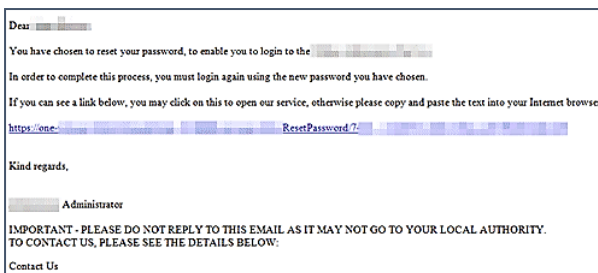 Dear
You have chosen to reset your password, to enable you to login to the
In order to complete this process, you must login again using the new password you have chosen.
If you can see a link below, you may click on this to open our service, otherwise please copy and paste the text into your Internet browse
https://one- ResetPassword/7-
Kind regards,
Administrator
IMPORTANT - PLEASE DO NOT REPLY TO THIS EMAIL AS IT MAY NOT GO TO YOUR LOCAL AUTHORITY.
TO CONTACT US, PLEASE SEE THE DETAILS BELOW:
Contact Us